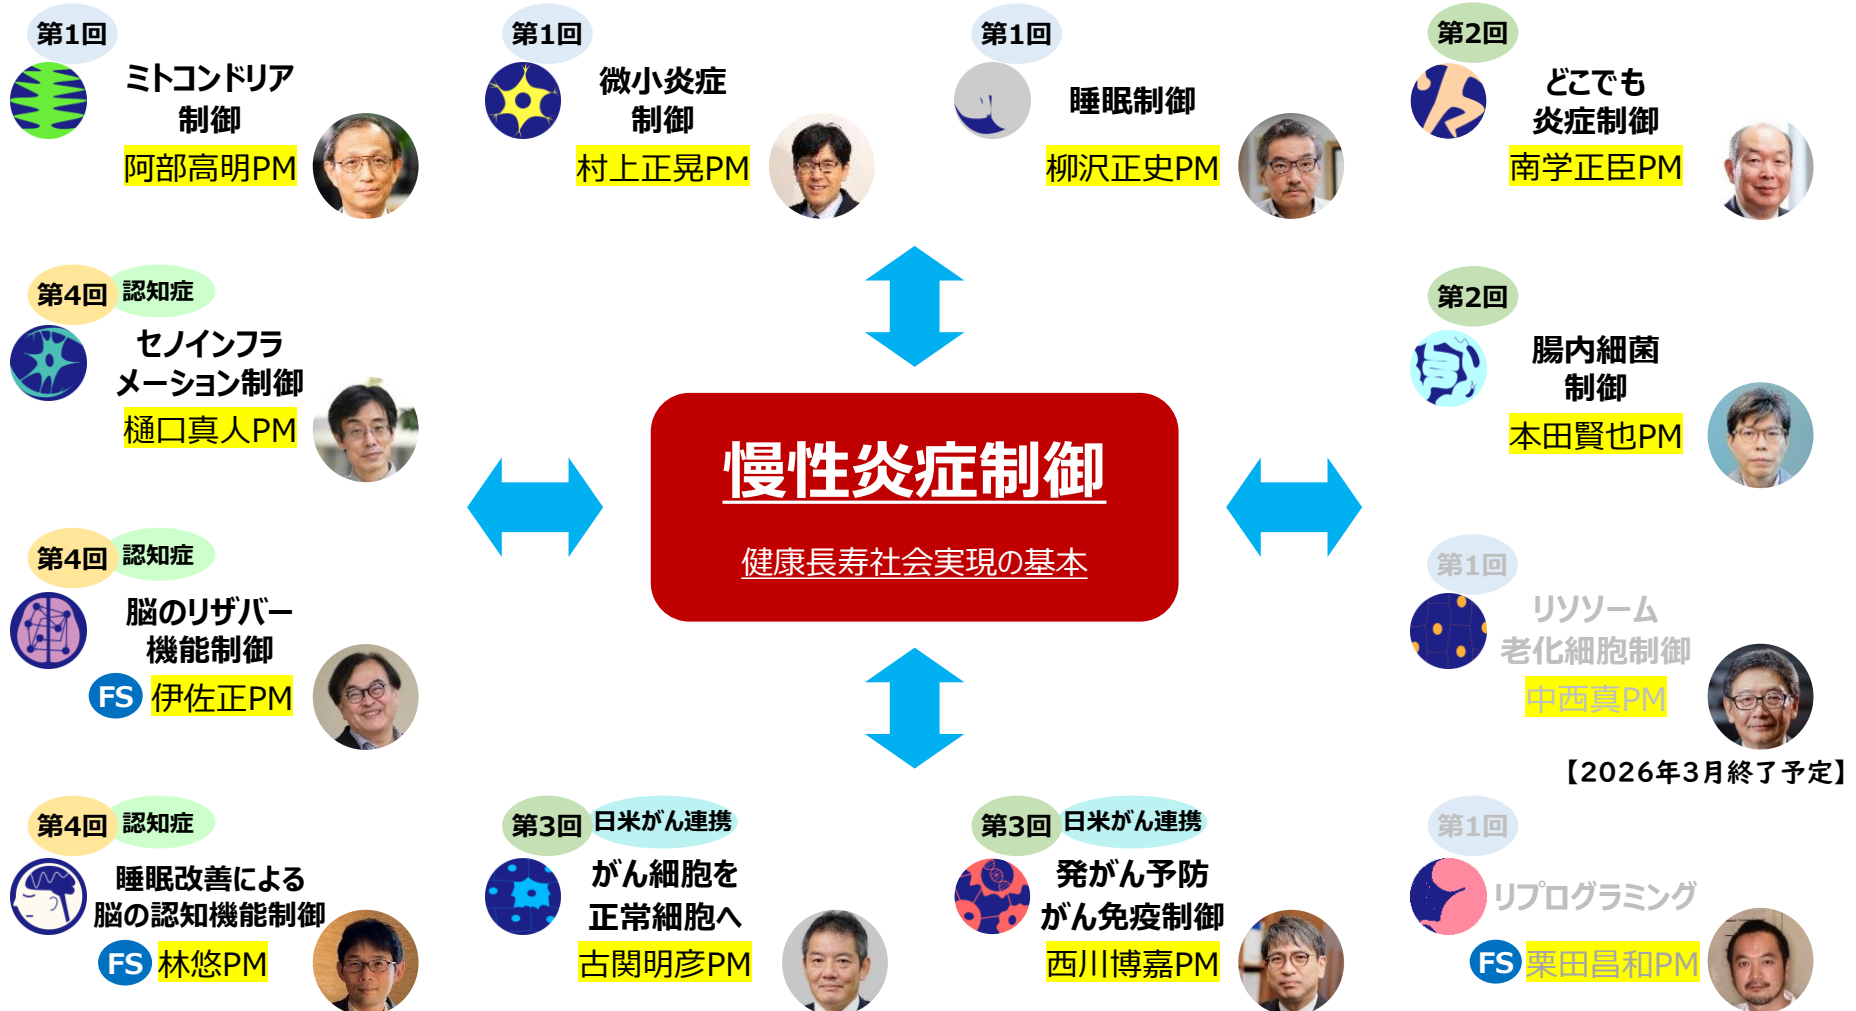 第1回
ミトコンドリア
制御
阿部高明PM
第1回
微小炎症
制御
村上正晃PM
第1回
睡眠制御
柳沢正史PM
第2回
どこでも
炎症制御
南学正臣PM
第4回 認知症
セノインフラ
メーション制御
樋口真人PM
慢性炎症制御
健康長寿社会実現の基本
第2回
腸内細菌
制御
本田賢也PM
第4回 認知症
脳のリザバー
機能制御
FS 伊佐正PM
第1回
リソソーム
老化細胞制御
中西真PM
【2026年3月終了予定】
第4回 認知症
睡眠改善による
脳の認知機能制御
FS 林悠PM
第3回 日米がん連携
がん細胞を
正常細胞へ
古関明彦PM
第3回 日米がん連携
発がん予防
がん免疫制御
西川博嘉PM
第1回
リプログラミング
FS 栗田昌和PM